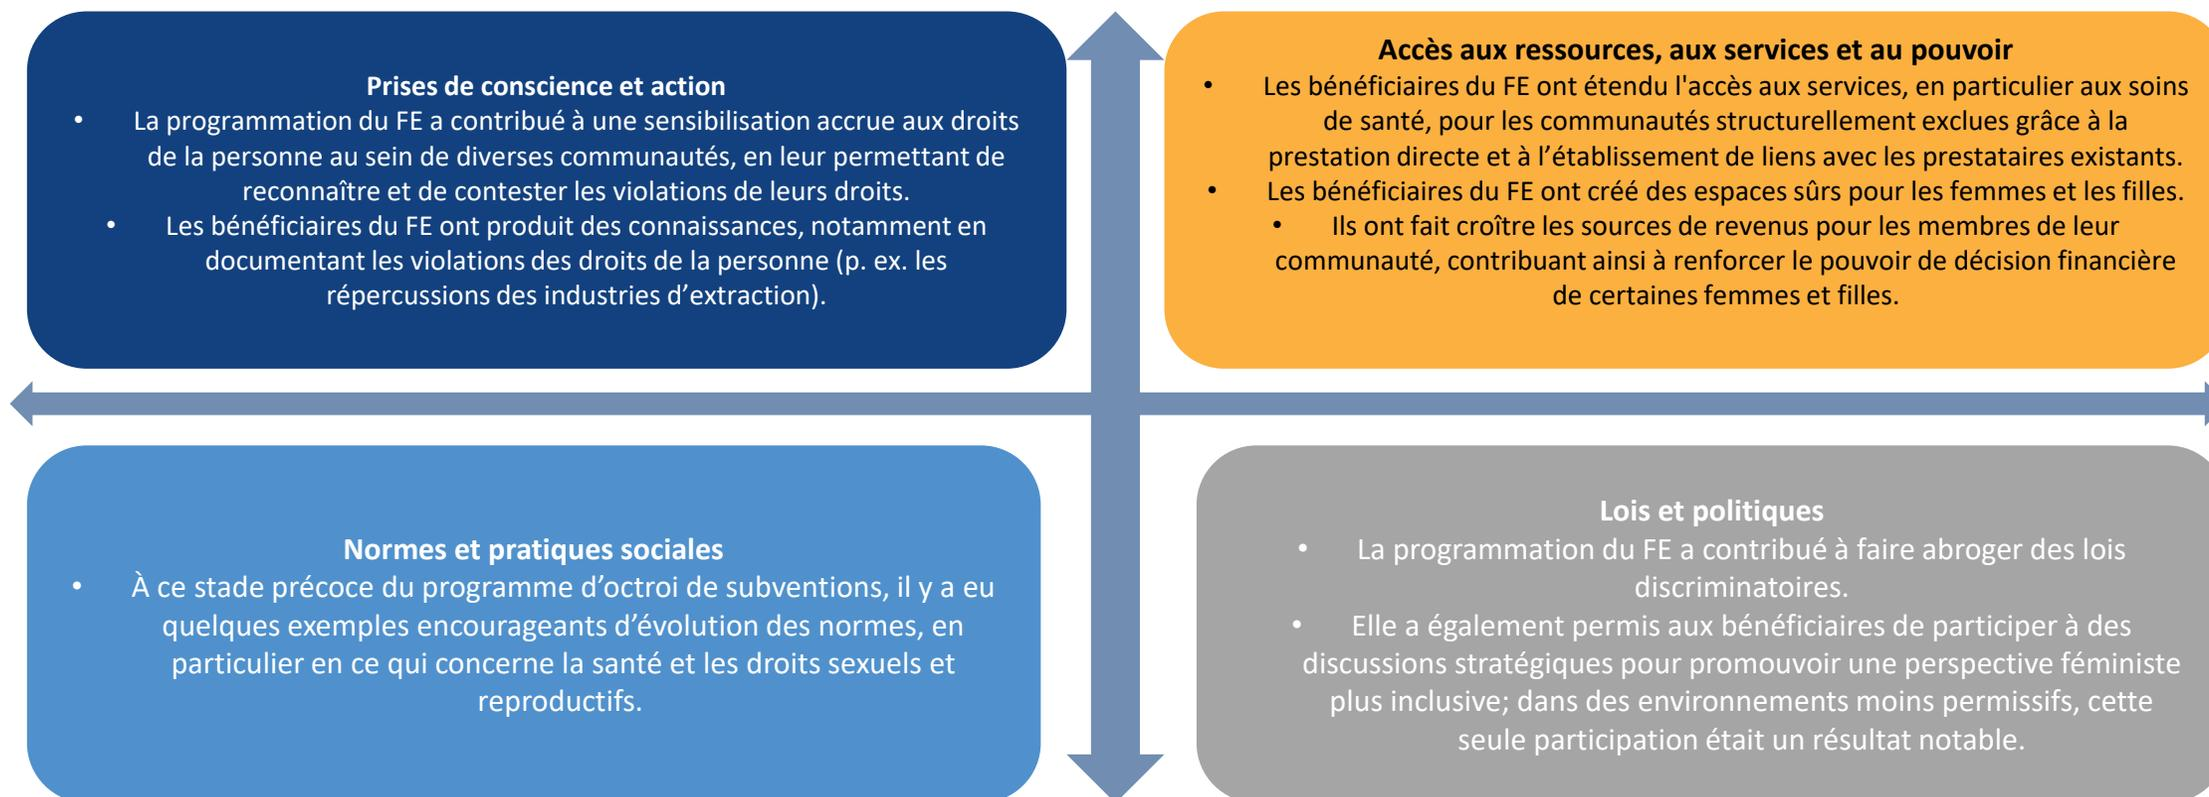 Prises de conscience et action
• La programmation du FE a contribué à une sensibilisation accrue aux droits
de la personne au sein de diverses communautés, en leur permettant de
reconnaître et de contester les violations de leurs droits.
• Les bénéficiaires du FE ont produit des connaissances, notamment en
documentant les violations des droits de la personne (p. ex. les
répercussions des industries d’extraction).
Accès aux ressources, aux services et au pouvoir
• Les bénéficiaires du FE ont étendu l'accès aux services, en particulier aux soins
de santé, pour les communautés structurellement exclues grâce à la
prestation directe et à l’établissement de liens avec les prestataires existants.
• Les bénéficiaires du FE ont créé des espaces sûrs pour les femmes et les filles.
• Ils ont fait croître les sources de revenus pour les membres de leur
communauté, contribuant ainsi à renforcer le pouvoir de décision financière
de certaines femmes et filles.
Normes et pratiques sociales
• À ce stade précoce du programme d’octroi de subventions, il y a eu
quelques exemples encourageants d’évolution des normes, en
particulier en ce qui concerne la santé et les droits sexuels et
reproductifs.
Lois et politiques
• La programmation du FE a contribué à faire abroger des lois
discriminatoires.
• Elle a également permis aux bénéficiaires de participer à des
discussions stratégiques pour promouvoir une perspective féministe
plus inclusive; dans des environnements moins permissifs, cette
seule participation était un résultat notable.